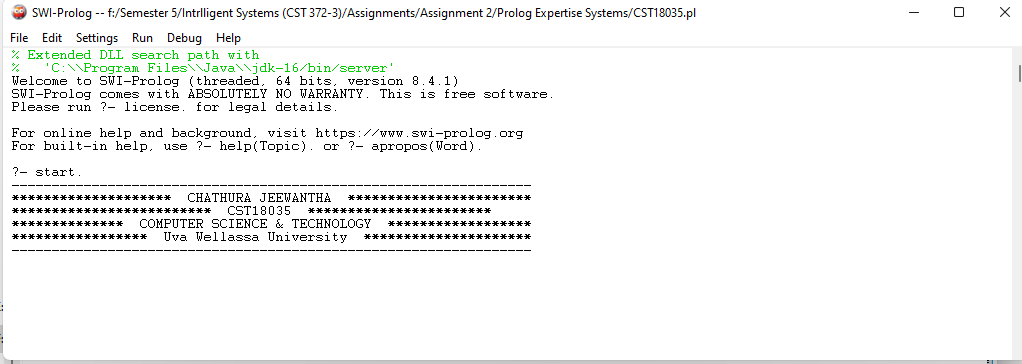 SWI-Prolog -- f:/Semester 5/Intrlligent Systems (CST 372-3)/Assignments/Assignment 2/Prolog Expertise Systems/CST18035.pl
File Edit Settings Run Debug Help
% Extended DLL search path with
%   'C:\\Program Files\\Java\\jdk-16/bin/server'
Welcome to SWI-Prolog (threaded, 64 bits, version 8.4.1)
SWI-Prolog comes with ABSOLUTELY NO WARRANTY. This is free software.
Please run ?- license. for legal details.
For online help and background, visit https://www.swi-prolog.org
For built-in help, use ?- help(Topic). or ?- apropos(Word).
?- start.
-----------------------------------------------------------------
********************  CHATHURA JEEWANTHA  ***********************
*************************  CST18035  ***********************
**************  COMPUTER SCIENCE & TECHNOLOGY  ******************
*****************  Uva Wellassa University  *********************
-----------------------------------------------------------------